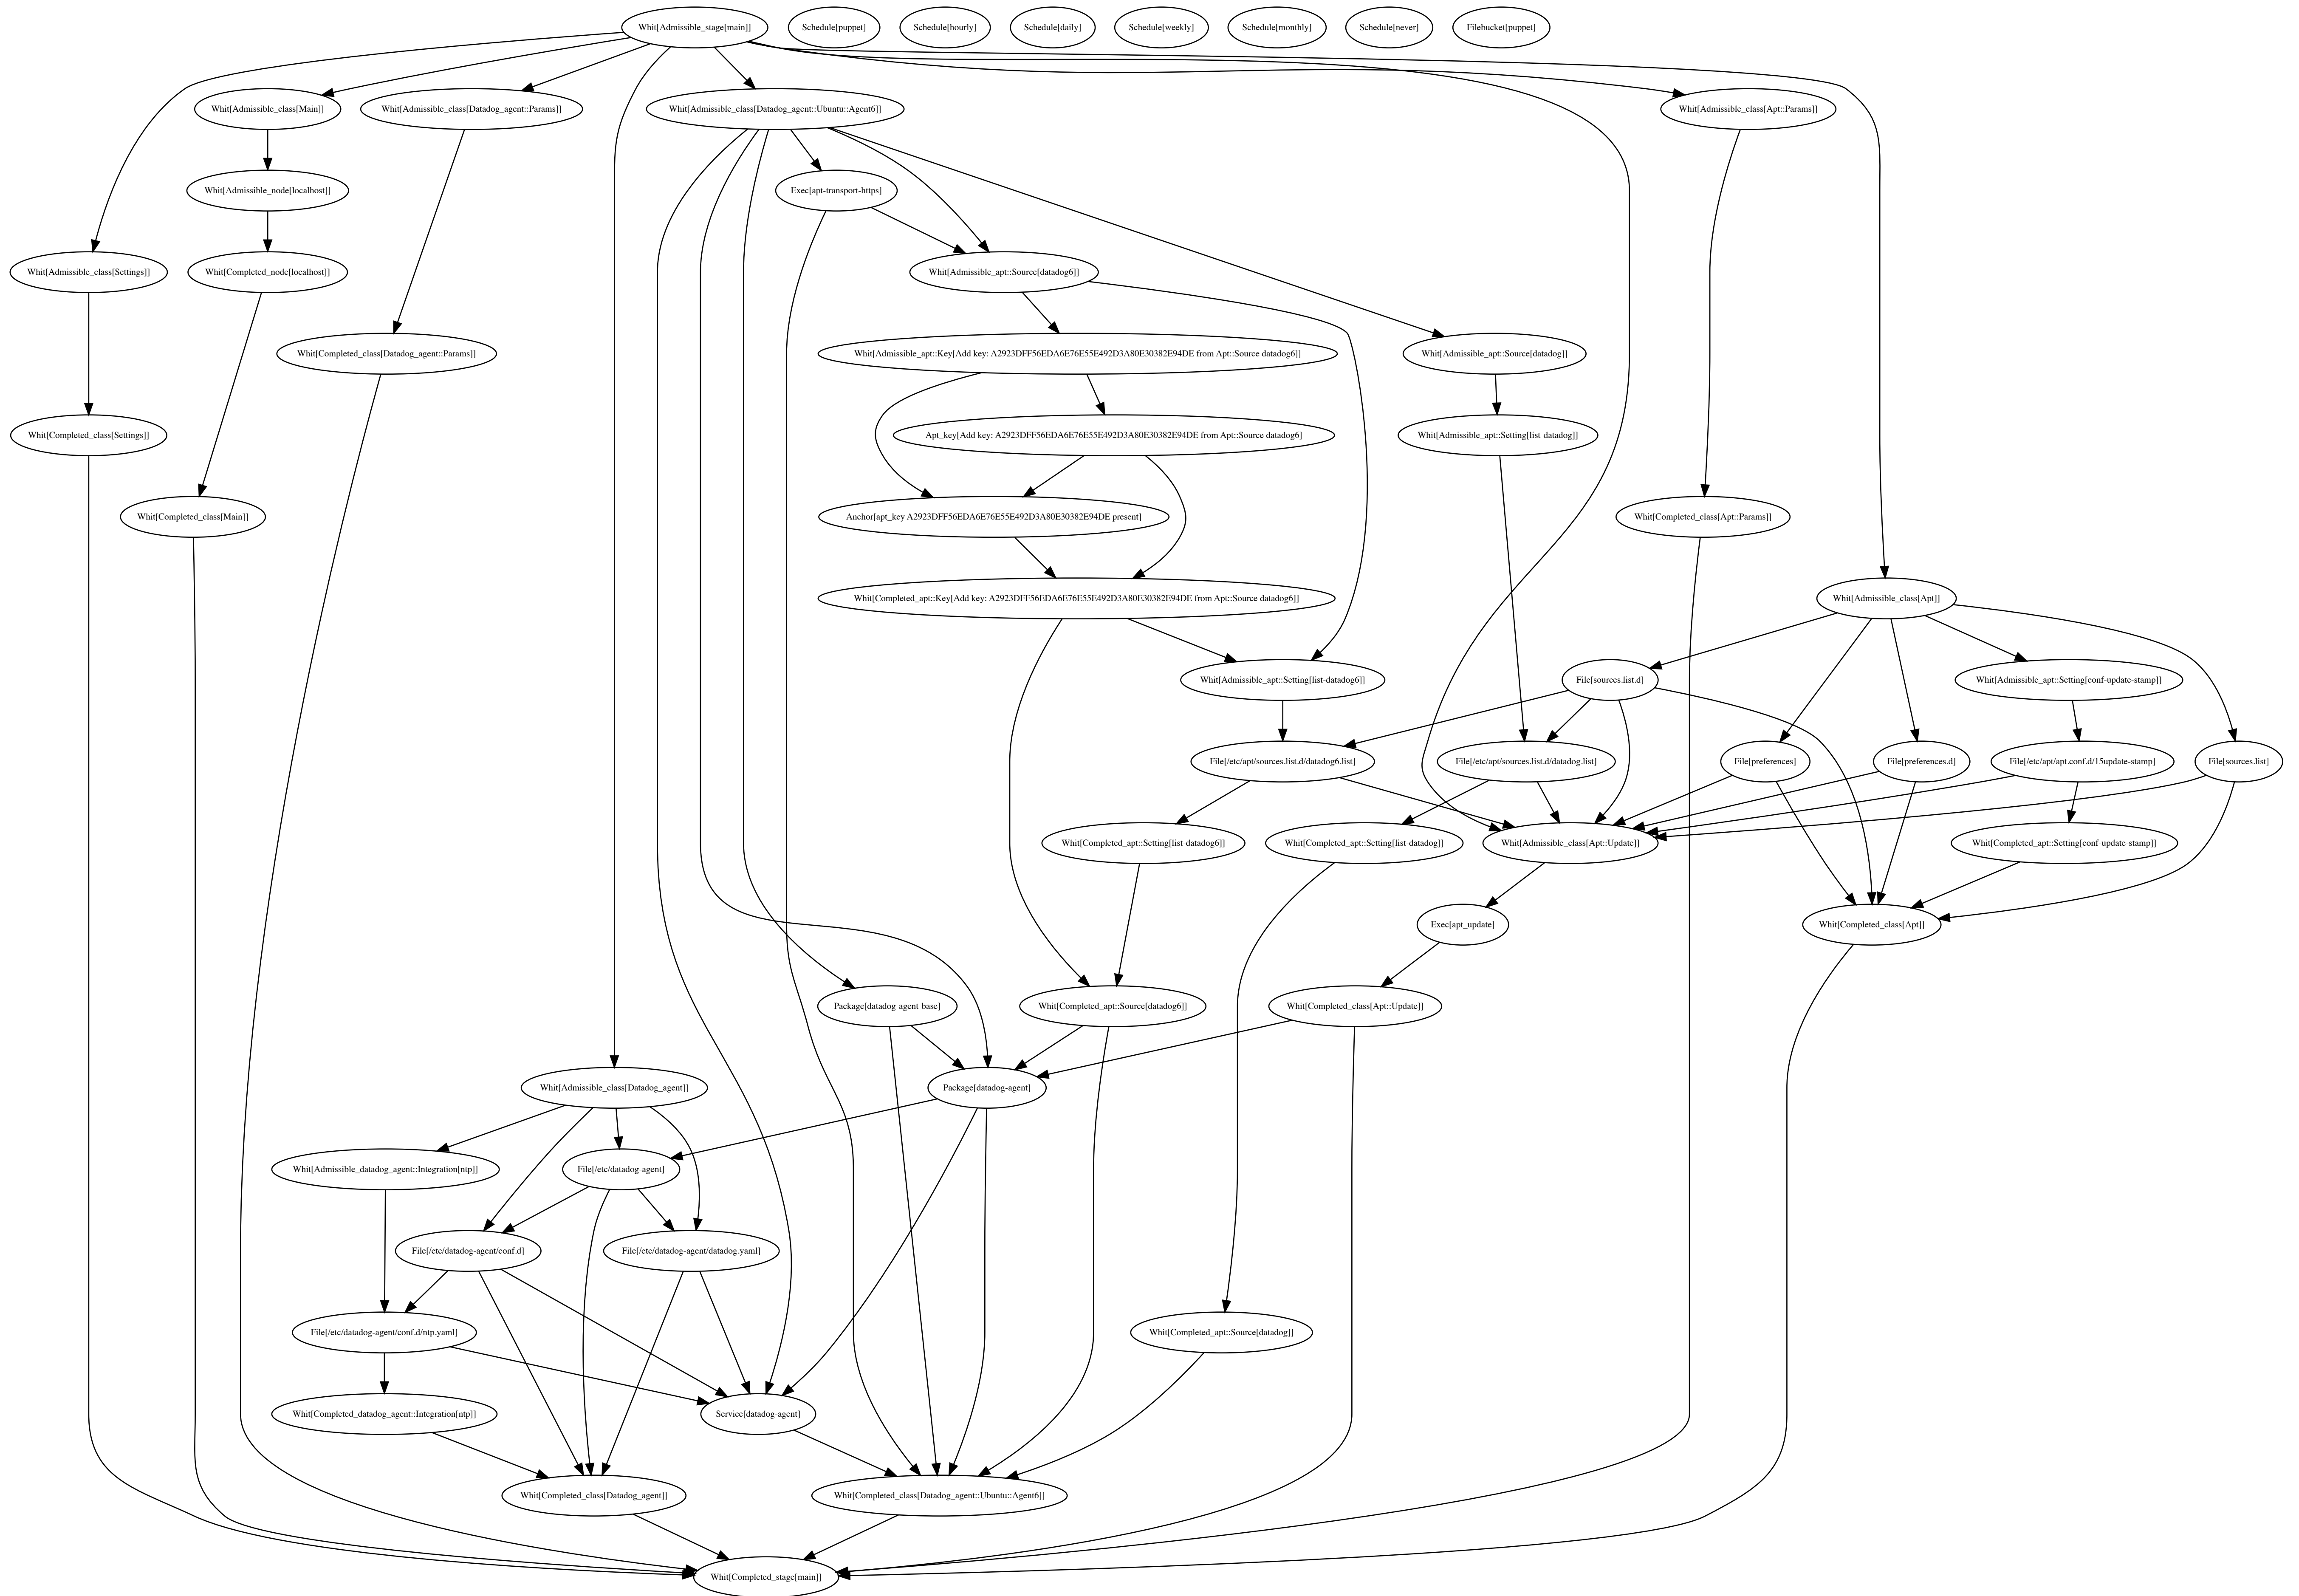 Whit[Admissible_stage[main]]
Schedule[puppet]
Schedule[hourly]
Schedule[daily]
Schedule[weekly]
Schedule[monthly]
Schedule[never]
Filebucket[puppet]
Whit[Admissible_class[Main]]
Whit[Admissible_class[Datadog_agent::Params]]
Whit[Admissible_class[Datadog_agent::Ubuntu::Agent6]]
Whit[Admissible_class[Apt::Params]]
Whit[Admissible_node[localhost]]
Exec[apt-transport-https]
Whit[Admissible_class[Settings]]
Whit[Completed_node[localhost]]
Whit[Admissible_apt::Source[datadog6]]
Whit[Completed_class[Datadog_agent::Params]]
Whit[Admissible_apt::Key[Add key: A2923DFF56EDA6E76E55E492D3A80E30382E94DE from Apt::Source datadog6]]
Whit[Admissible_apt::Source[datadog]]
Whit[Completed_class[Settings]]
Apt_key[Add key: A2923DFF56EDA6E76E55E492D3A80E30382E94DE from Apt::Source datadog6]
Whit[Admissible_apt::Setting[list-datadog]]
Whit[Completed_class[Main]]
Anchor[apt_key A2923DFF56EDA6E76E55E492D3A80E30382E94DE present]
Whit[Completed_class[Apt::Params]]
Whit[Completed_apt::Key[Add key: A2923DFF56EDA6E76E55E492D3A80E30382E94DE from Apt::Source datadog6]]
Whit[Admissible_class[Apt]]
Whit[Admissible_apt::Setting[list-datadog6]]
File[sources.list.d]
Whit[Admissible_apt::Setting[conf-update-stamp]]
File[/etc/apt/sources.list.d/datadog6.list]
File[/etc/apt/sources.list.d/datadog.list]
File[preferences]
File[preferences.d]
File[/etc/apt/apt.conf.d/15update-stamp]
File[sources.list]
Whit[Completed_apt::Setting[list-datadog6]]
Whit[Completed_apt::Setting[list-datadog]]
Whit[Admissible_class[Apt::Update]]
Whit[Completed_apt::Setting[conf-update-stamp]]
Exec[apt_update]
Whit[Completed_class[Apt]]
Package[datadog-agent-base]
Whit[Completed_apt::Source[datadog6]]
Whit[Completed_class[Apt::Update]]
Whit[Admissible_class[Datadog_agent]]
Package[datadog-agent]
Whit[Admissible_datadog_agent::Integration[ntp]]
File[/etc/datadog-agent]
File[/etc/datadog-agent/conf.d]
File[/etc/datadog-agent/datadog.yaml]
File[/etc/datadog-agent/conf.d/ntp.yaml]
Whit[Completed_apt::Source[datadog]]
Whit[Completed_datadog_agent::Integration[ntp]]
Service[datadog-agent]
Whit[Completed_class[Datadog_agent]]
Whit[Completed_class[Datadog_agent::Ubuntu::Agent6]]
Whit[Completed_stage[main]]